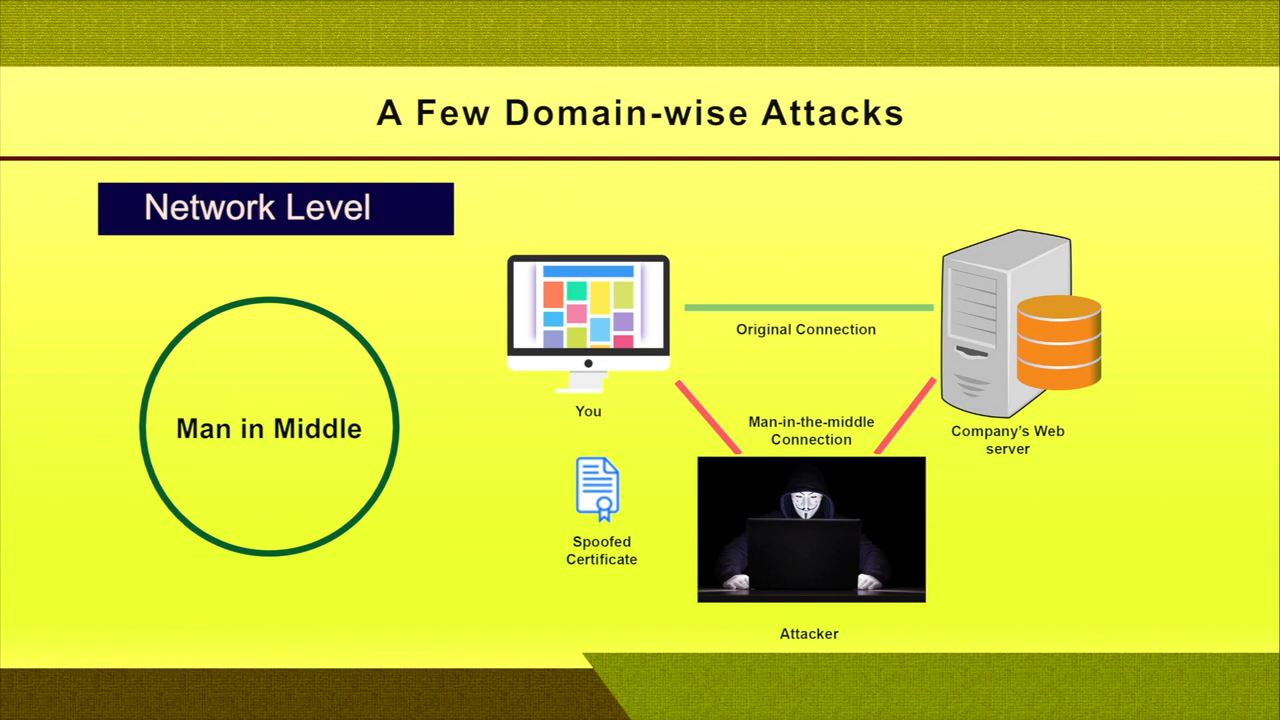 A Few Domain-wise Attacks
Network Level
Man in Middle
Original Connection
You
Man-in-the-middle
Connection
Company's Web
server
Spoofed
Certificate
Attacker